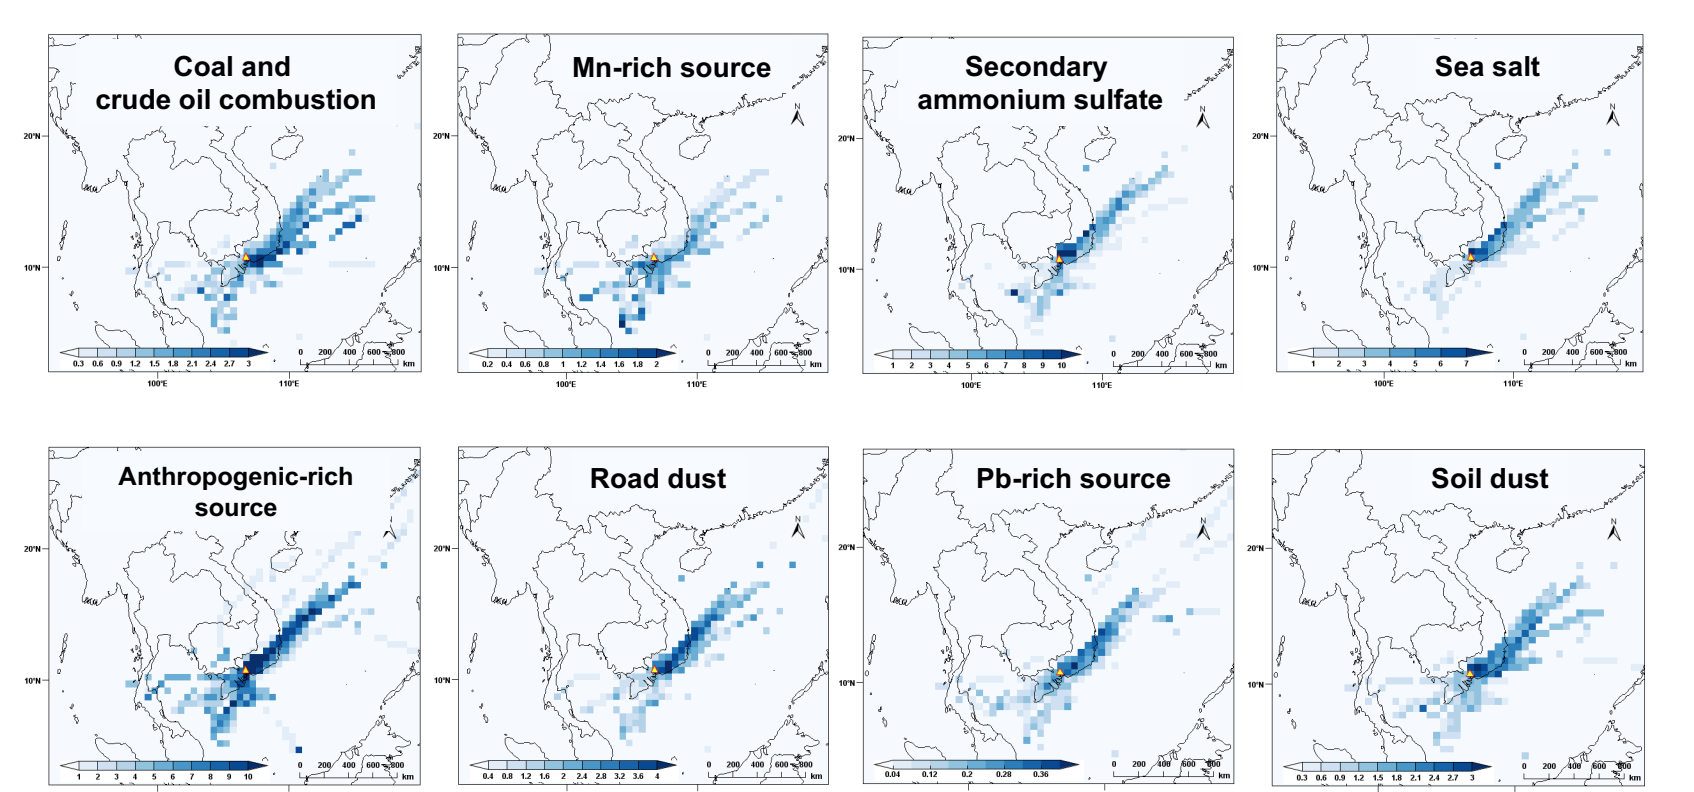 Coal and
crude oil combustion
20°N
10°N
0.3 0.6 0.9 1.2 1.5 1.8 2.1 2.4 2.7 3
0 200 400 600 800
km
100°E 110°E
Mn-rich source
N
20°N
10°N
0.2 0.4 0.6 0.8 1 1.2 1.4 1.6 1.8 2
0 200 400 600 800
km
100°E 110°E
Secondary
ammonium sulfate
N
20°N
10°N
1 2 3 4 5 6 7 8 9 10
0 200 400 600 800
km
100°E 110°E
Sea salt
N
20°N
10°N
1 2 3 4 5 6 7
0 200 400 600 800
km
100°E 110°E
Anthropogenic-rich
source
20°N
10°N
1 2 3 4 5 6 7 8 9 10
0 200 400 600 800
km
Road dust
N
20°N
10°N
0.4 0.8 1.2 1.6 2 2.4 2.8 3.2 3.6 4
0 200 400 600 800
km
Pb-rich source
N
20°N
10°N
0.04 0.12 0.2 0.28 0.36
0 200 400 600 800
km
Soil dust
N
20°N
10°N
0.3 0.6 0.9 1.2 1.5 1.8 2.1 2.4 2.7 3
0 200 400 600 800
km